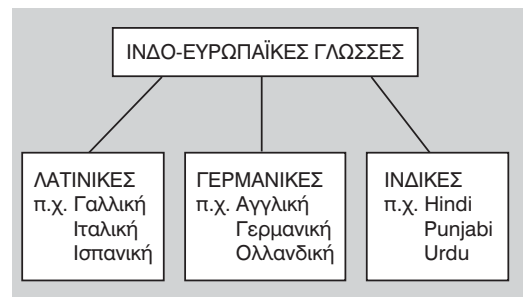 ΙΝΔΟ-ΕΥΡΩΠΑΪΚΕΣ ΓΛΩΣΣΕΣ
ΛΑΤΙΝΙΚΕΣ
π.χ. Γαλλική
Ιταλική
Ισπανική
ΓΕΡΜΑΝΙΚΕΣ
π.χ. Αγγλική
Γερμανική
Ολλανδική
ΙΝΔΙΚΕΣ
π.χ. Hindi
Punjabi
Urdu